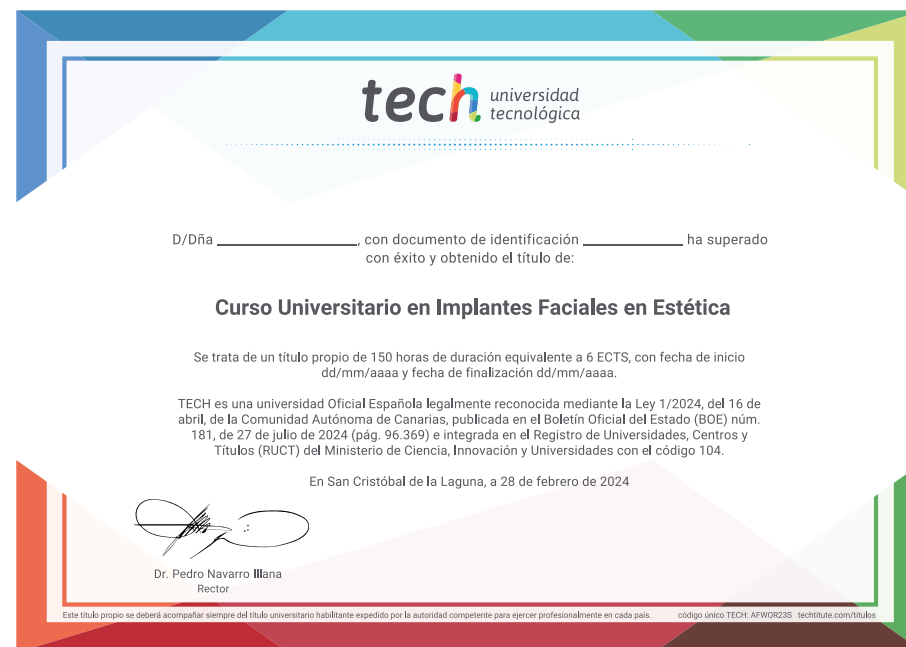 tech universidad
tecnológica
D/Dña ____________________, con documento de identificación ______________ ha superado
con éxito y obtenido el título de:
Curso Universitario en Implantes Faciales en Estética
Se trata de un título propio de 150 horas de duración equivalente a 6 ECTS, con fecha de inicio
dd/mm/aaaa y fecha de finalización dd/mm/aaaa.
TECH es una universidad Oficial Española legalmente reconocida mediante la Ley 1/2024, del 16 de
abril, de la Comunidad Autónoma de Canarias, publicada en el Boletín Oficial del Estado (BOE) núm.
181, de 27 de julio de 2024 (pág. 96.369) e integrada en el Registro de Universidades, Centros y
Títulos (RUCT) del Ministerio de Ciencia, Innovación y Universidades con el código 104.
En San Cristóbal de la Laguna, a 28 de febrero de 2024
Dr. Pedro Navarro Illana
Rector
Este título propio se deberá acompañar siempre del título universitario habilitante expedido por la autoridad competente para ejercer profesionalmente en cada país. código único TECH: AFWOR23S techtitute.com/titulos